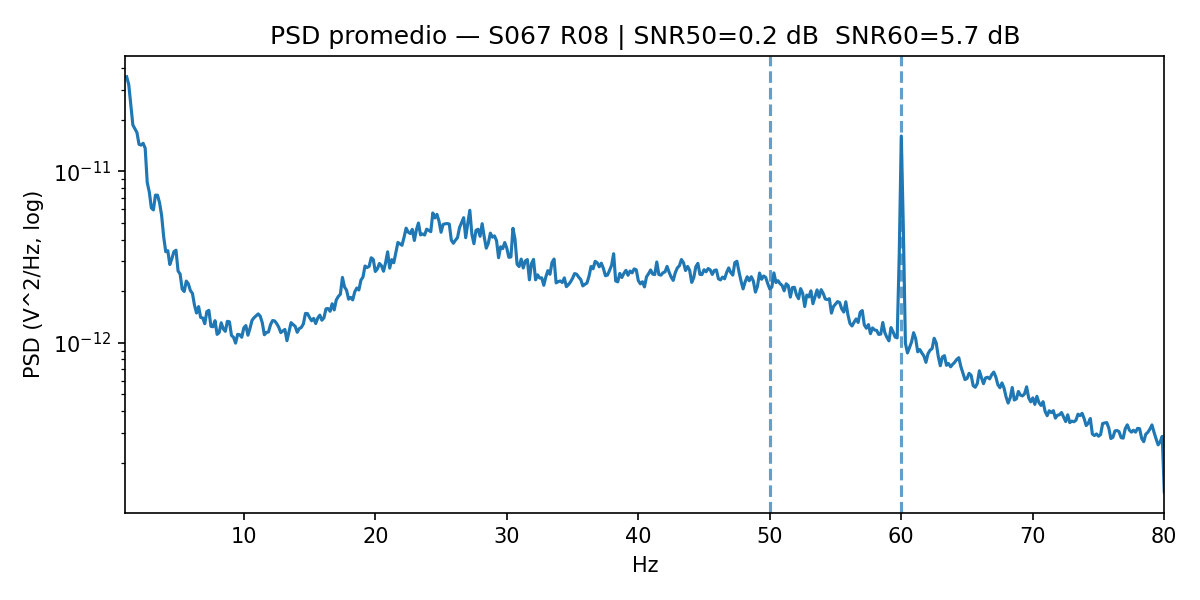 PSD promedio — S067 R08 | SNR50=0.2 dB  SNR60=5.7 dB
PSD (V^2/Hz, log)
10^{-11}
10^{-12}
10 20 30 40 50 60 70 80
Hz